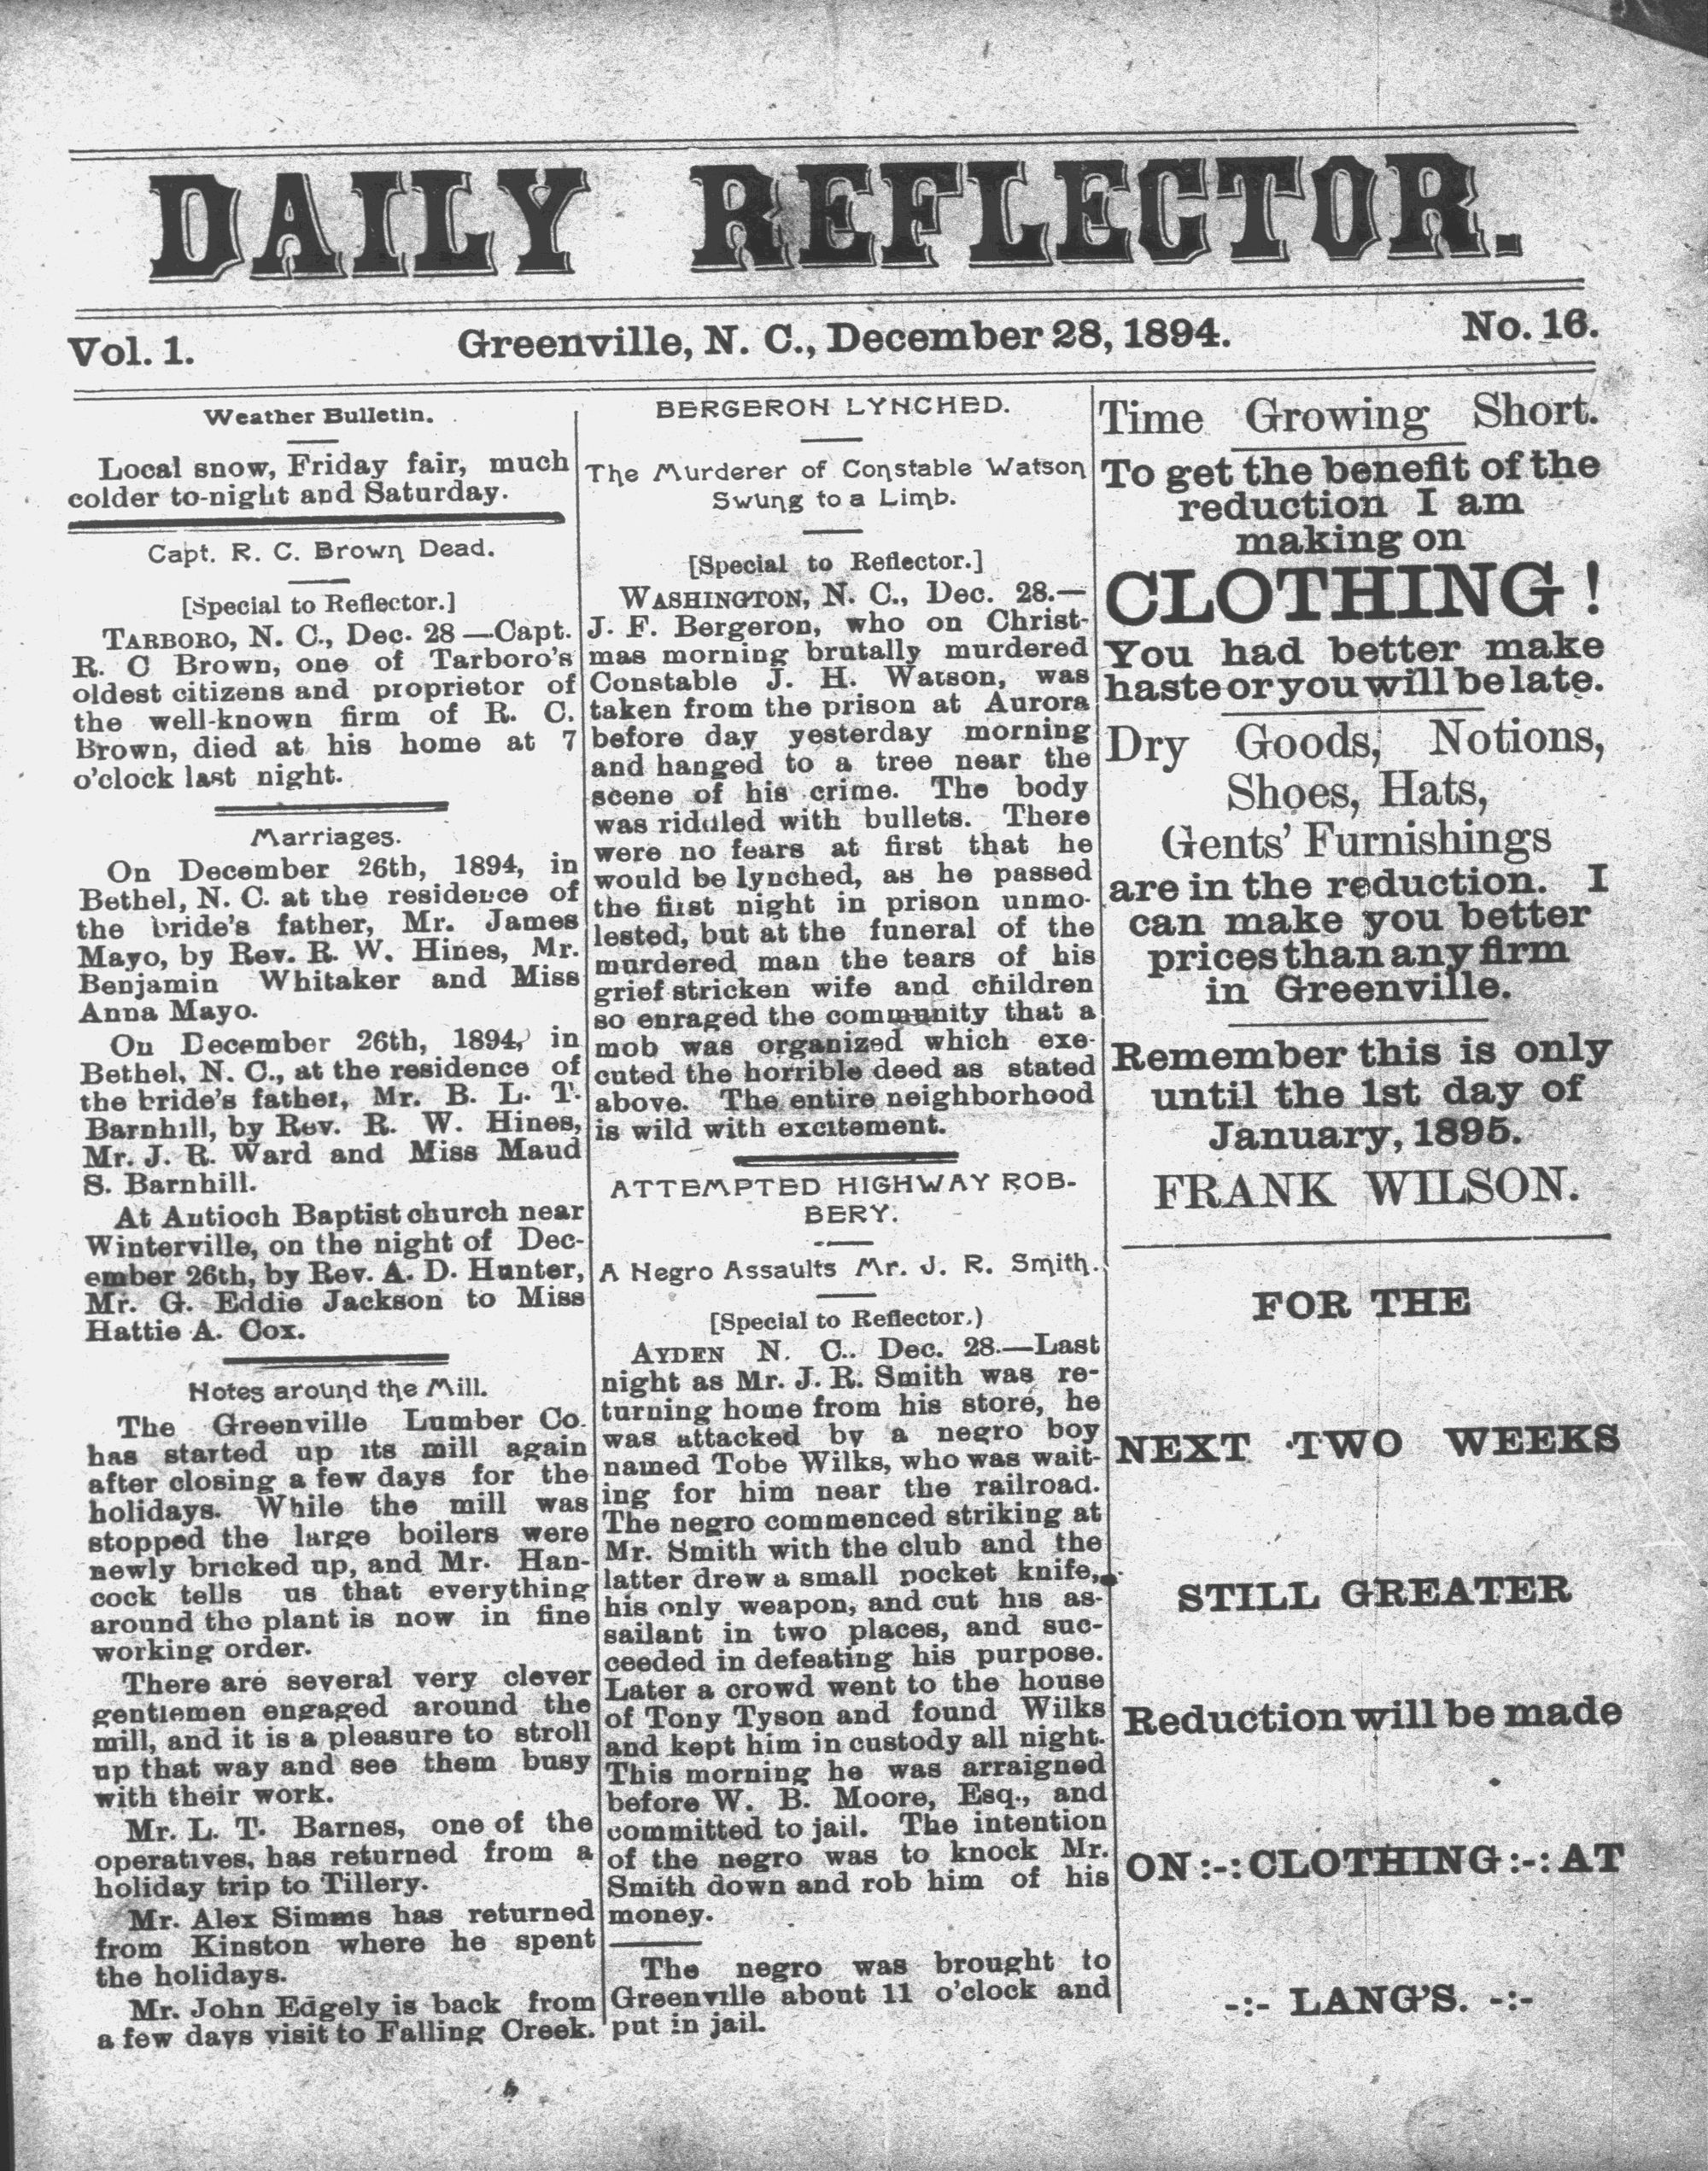 DAILY REFLECTOR.
Vol. 1. Greenville, N. C., December 28, 1894. No. 16.
Weather Bulletin.
Local snow, Friday fair, much
colder to-night and Saturday.
Capt. R. C. Brown Dead.
[Special to Reflector.]
TARBORO, N. C., Dec. 28—Capt.
R. C Brown, one of Tarboro's
oldest citizens and proprietor of
the well-known firm of R. C.
Brown, died at his home at 7
o'clock last night.
Marriages.
On December 26th, 1894, in
Bethel, N. C. at the residence of
the bride's father, Mr. James
Mayo, by Rev. R. W. Hines, Mr.
Benjamin Whitaker and Miss
Anna Mayo.
On December 26th, 1894, in
Bethel, N. C., at the residence of
the bride's father, Mr. B. L. T.
Barnhill, by Rev. R. W. Hines,
Mr. J. R. Ward and Miss Maud
S. Barnhill.
At Antioch Baptist church near
Winterville, on the night of Dec-
ember 26th, by Rev. A. D. Hunter,
Mr. G. Eddie Jackson to Miss
Hattie A. Cox.
Notes around the Mill.
The Greenville Lumber Co.
has started up its mill again
after closing a few days for the
holidays. While the mill was
stopped the large boilers were
newly bricked up, and Mr. Han-
cock tells us that everything
around the plant is now in fine
working order.
There are several very clever
gentlemen engaged around the
mill, and it is a pleasure to stroll
up that way and see them busy
with their work.
Mr. L. T. Barnes, one of the
operatives, has returned from a
holiday trip to Tillery.
Mr. Alex Simms has returned
from Kinston where he spent
the holidays.
Mr. John Edgely is back from
a few days visit to Falling Creek.
BERGERON LYNCHED.
The Murderer of Constable Watson
Swung to a Limb.
[Special to Reflector.]
WASHINGTON, N. C., Dec. 28.—
J. F. Bergeron, who on Christ-
mas morning brutally murdered
Constable J. H. Watson, was
taken from the prison at Aurora
before day yesterday morning
and hanged to a tree near the
scene of his crime. The body
was riddled with bullets. There
were no fears at first that he
would be lynched, as he passed
the first night in prison unmo-
lested, but at the funeral of the
murdered man the tears of his
grief stricken wife and children
so enraged the community that a
mob was organized which exe-
cuted the horrible deed as stated
above. The entire neighborhood
is wild with excitement.
ATTEMPTED HIGHWAY ROB-
BERY.
A Negro Assaults Mr. J. R. Smith.
[Special to Reflector.)
AYDEN N. C.. Dec. 28.—Last
night as Mr. J. R. Smith was re-
turning home from his store, he
was attacked by a negro boy
named Tobe Wilks, who was wait-
ing for him near the railroad.
The negro commenced striking at
Mr. Smith with the club and the
latter drew a small pocket knife,
his only weapon, and cut his as-
sailant in two places, and suc-
ceeded in defeating his purpose.
Later a crowd went to the house
of Tony Tyson and found Wilks
and kept him in custody all night.
This morning he was arraigned
before W. B. Moore, Esq., and
committed to jail. The intention
of the negro was to knock Mr.
Smith down and rob him of his
money.
The negro was brought to
Greenville about 11 o'clock and
put in jail.
Time Growing Short.
To get the benefit of the
reduction I am
making on
CLOTHING!
You had better make
haste or you will be late.
Dry Goods, Notions,
Shoes, Hats,
Gents' Furnishings
are in the reduction. I
can make you better
prices than any firm
in Greenville.
Remember this is only
until the 1st day of
January, 1895.
FRANK WILSON.
FOR THE
NEXT TWO WEEKS
STILL GREATER
Reduction will be made
ON :-: CLOTHING :-: AT
-:- LANG'S. -:-